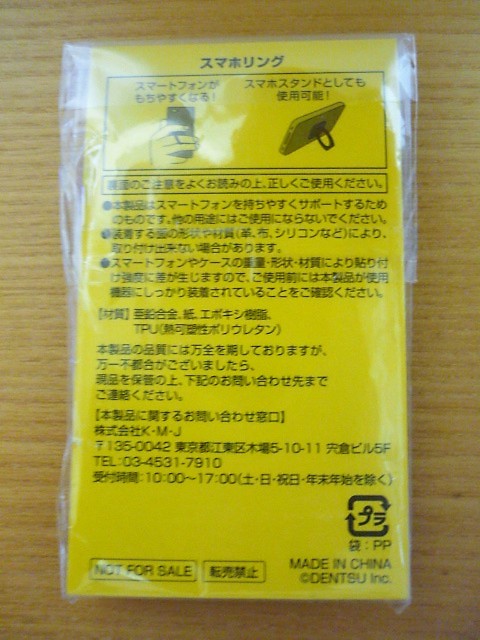 スマホリング
スマートフォンが
もちやすくなる！
スマホスタンドとしても
使用可能！
裏面のご注意をよくお読みの上、正しくご使用ください。
●本製品はスマートフォンを持ちやすくサポートするため
のものです。他の用途にはご使用にならないでください。
●装着する面の形状や材質(革、布、シリコンなど)により、
取り付け出来ない場合があります。
●スマートフォンやケースの重量・形状・材質により貼り付
け強度に差が生じますので、ご使用前には本製品が使用
機器にしっかり装着されていることをご確認ください。
【材質】亜鉛合金、紙、エポキシ樹脂、
TPU(熱可塑性ポリウレタン)
本製品の品質には万全を期しておりますが、
万一不都合がございましたら、
現品を保管の上、下記のお問い合わせ先まで
ご連絡ください。
【本製品に関するお問い合わせ窓口】
株式会社K・M・J
〒135-0042 東京都江東区木場5-10-11 宍倉ビル5F
TEL:03-4531-7910
受付時間:10:00〜17:00(土・日・祝日・年末年始を除く)
プラ
袋:PP
NOT FOR SALE
転売禁止
MADE IN CHINA
©DENTSU Inc.